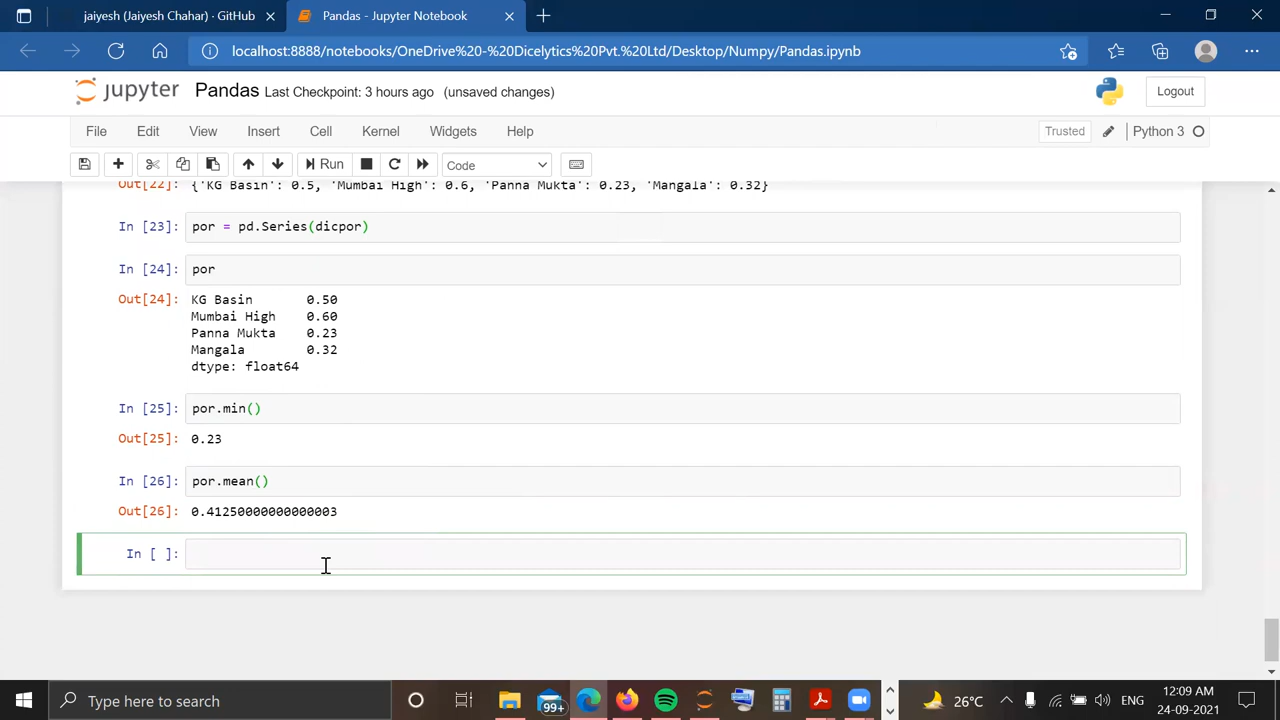 jaiyesh (Jaiyesh Chahar) · GitHub
Pandas - Jupyter Notebook
localhost:8888/notebooks/OneDrive%20-%20Dicelytics%20Pvt.%20Ltd/Desktop/Numpy/Pandas.ipynb
jupyter Pandas Last Checkpoint: 3 hours ago (unsaved changes) Logout
File Edit View Insert Cell Kernel Widgets Help Trusted Python 3
Run Code
Out[22]: {'KG Basin': 0.5, 'Mumbai High': 0.6, 'Panna Mukta': 0.23, 'Mangala': 0.32}
In [23]: por = pd.Series(dicpor)
In [24]: por
Out[24]: KG Basin 0.50
Mumbai High 0.60
Panna Mukta 0.23
Mangala 0.32
dtype: float64
In [25]: por.min()
Out[25]: 0.23
In [26]: por.mean()
Out[26]: 0.41250000000000003
In [ ]:
Type here to search
99+
26°C
ENG
12:09 AM
24-09-2021